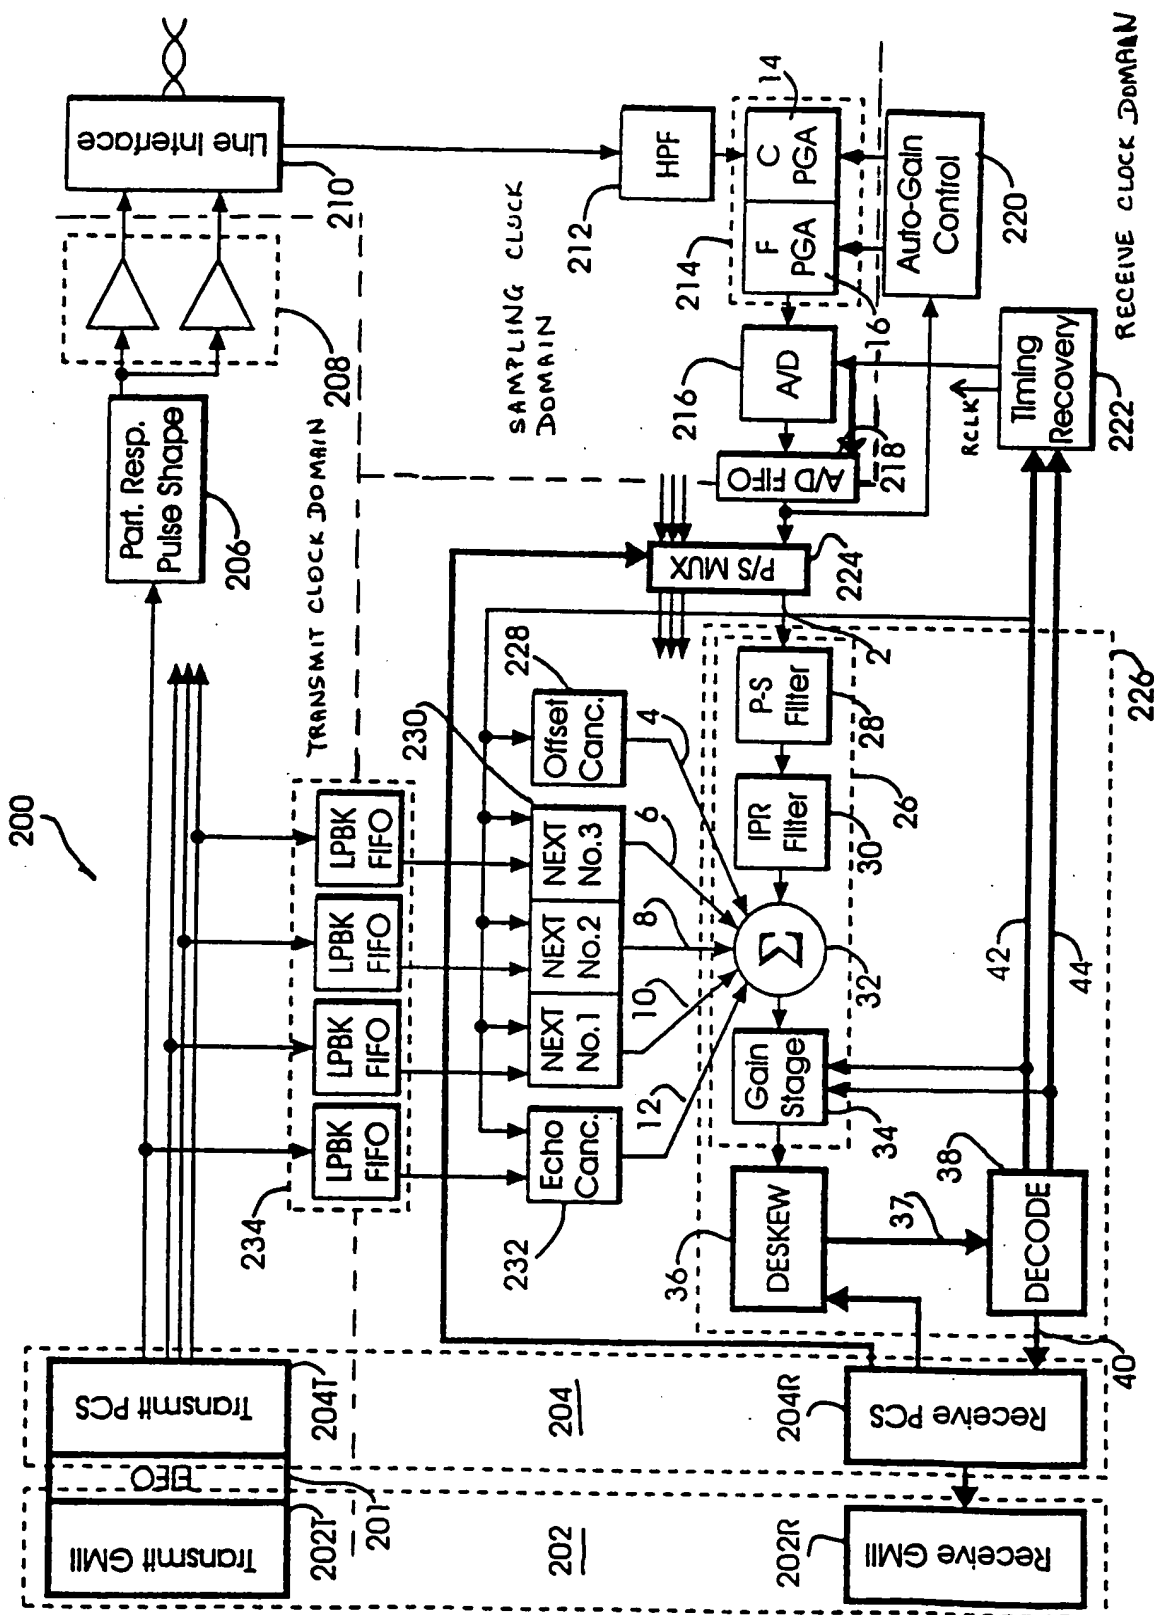 200
Line Interface
210
208
Part. Resp.
Pulse Shape
206
TRANSMIT CLOCK DOMAIN
SAMPLING CLOCK
DOMAIN
RECEIVE CLOCK DOMAIN
HPF
212
C
PGA
F
PGA
14
16
214
A/D
216
A/D FIFO
218
Auto-Gain
Control
220
Timing
Recovery
222
RCLK
P/S MUX
224
LPBK
FIFO
LPBK
FIFO
LPBK
FIFO
LPBK
FIFO
234
Offset
Canc.
228
230
NEXT
No.3
NEXT
No.2
NEXT
No.1
Echo
Canc.
232
2
4
6
8
10
12
P-S
Filter
28
IPR
Filter
30
26
Σ
32
Gain
Stage
34
DESKEW
36
37
DECODE
38
40
42
44
226
Transmit PCS
204T
FIFO
201
Transmit GMII
202T
204
202
Receive PCS
204R
Receive GMII
202R